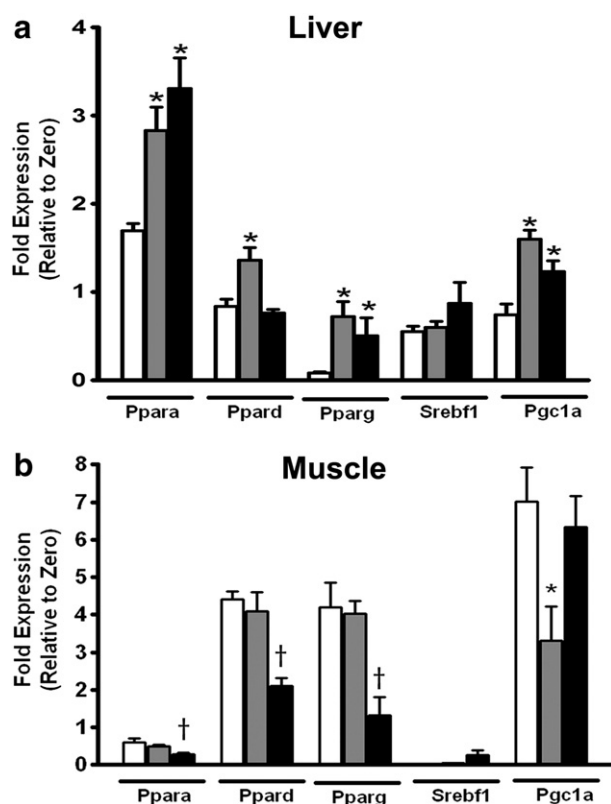 a
Liver
Fold Expression
(Relative to Zero)
4
3
2
1
0
* *
*
* *
* *
Ppara Ppard Pparg Srebf1 Pgc1a
b
Muscle
Fold Expression
(Relative to Zero)
8
7
6
5
4
3
2
1
0
†
†
†
*
Ppara Ppard Pparg Srebf1 Pgc1a